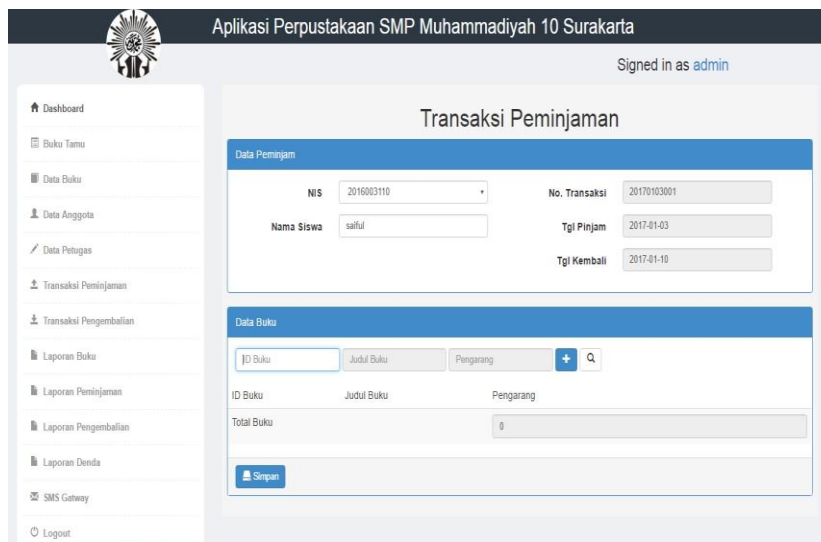 Aplikasi Perpustakaan SMP Muhammadiyah 10 Surakarta
Signed in as admin
Dashboard
Buku Tamu
Data Buku
Data Anggota
Data Petugas
Transaksi Peminjaman
Transaksi Pengembalian
Laporan Buku
Laporan Peminjaman
Laporan Pengembalian
Laporan Denda
SMS Gatway
Logout
Transaksi Peminjaman
Data Peminjam
NIS 2016003110 No. Transaksi 20170103001
Nama Siswa saiful Tgl Pinjam 2017-01-03
Tgl Kembali 2017-01-10
Data Buku
ID Buku Judul Buku Pengarang
ID Buku Judul Buku Pengarang
Total Buku 0
Simpan